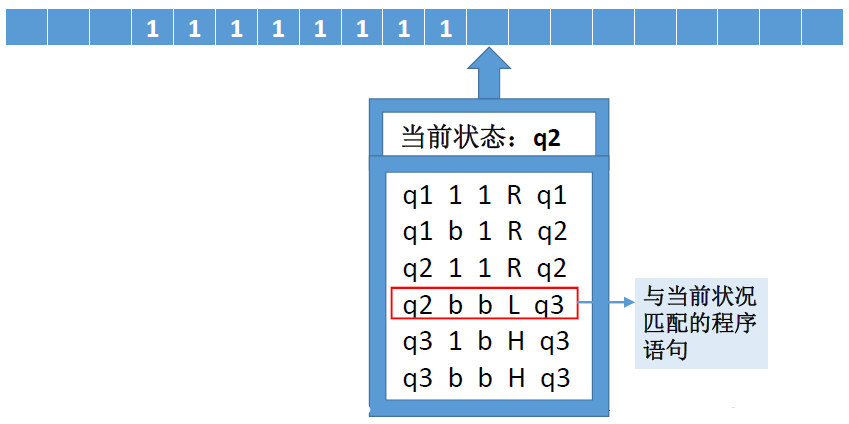 1 1 1 1 1 1 1 1
当前状态：q2
q1 1 1 R q1
q1 b 1 R q2
q2 1 1 R q2
q2 b b L q3
q3 1 b H q3
q3 b b H q3
与当前状况
匹配的程序
语句